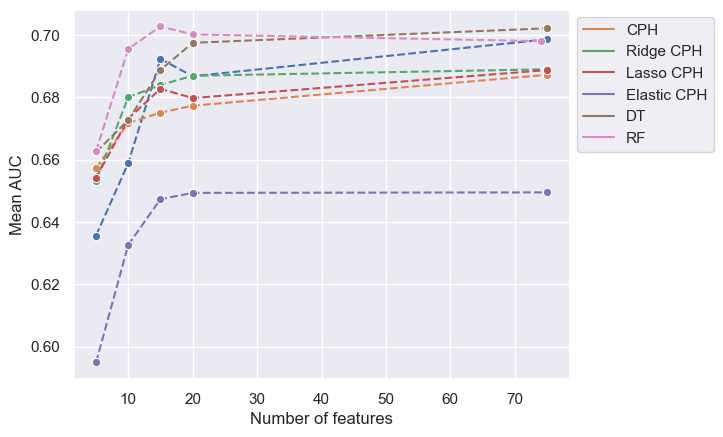 0.70
0.68
0.66
0.64
0.62
0.60
Mean AUC
10 20 30 40 50 60 70
Number of features
CPH
Ridge CPH
Lasso CPH
Elastic CPH
DT
RF